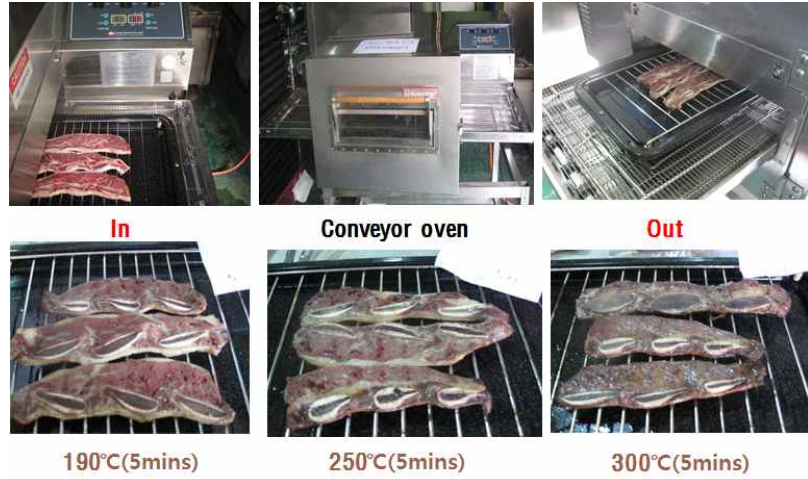 In
Conveyor oven
Out
190℃(5mins)
250℃(5mins)
300℃(5mins)